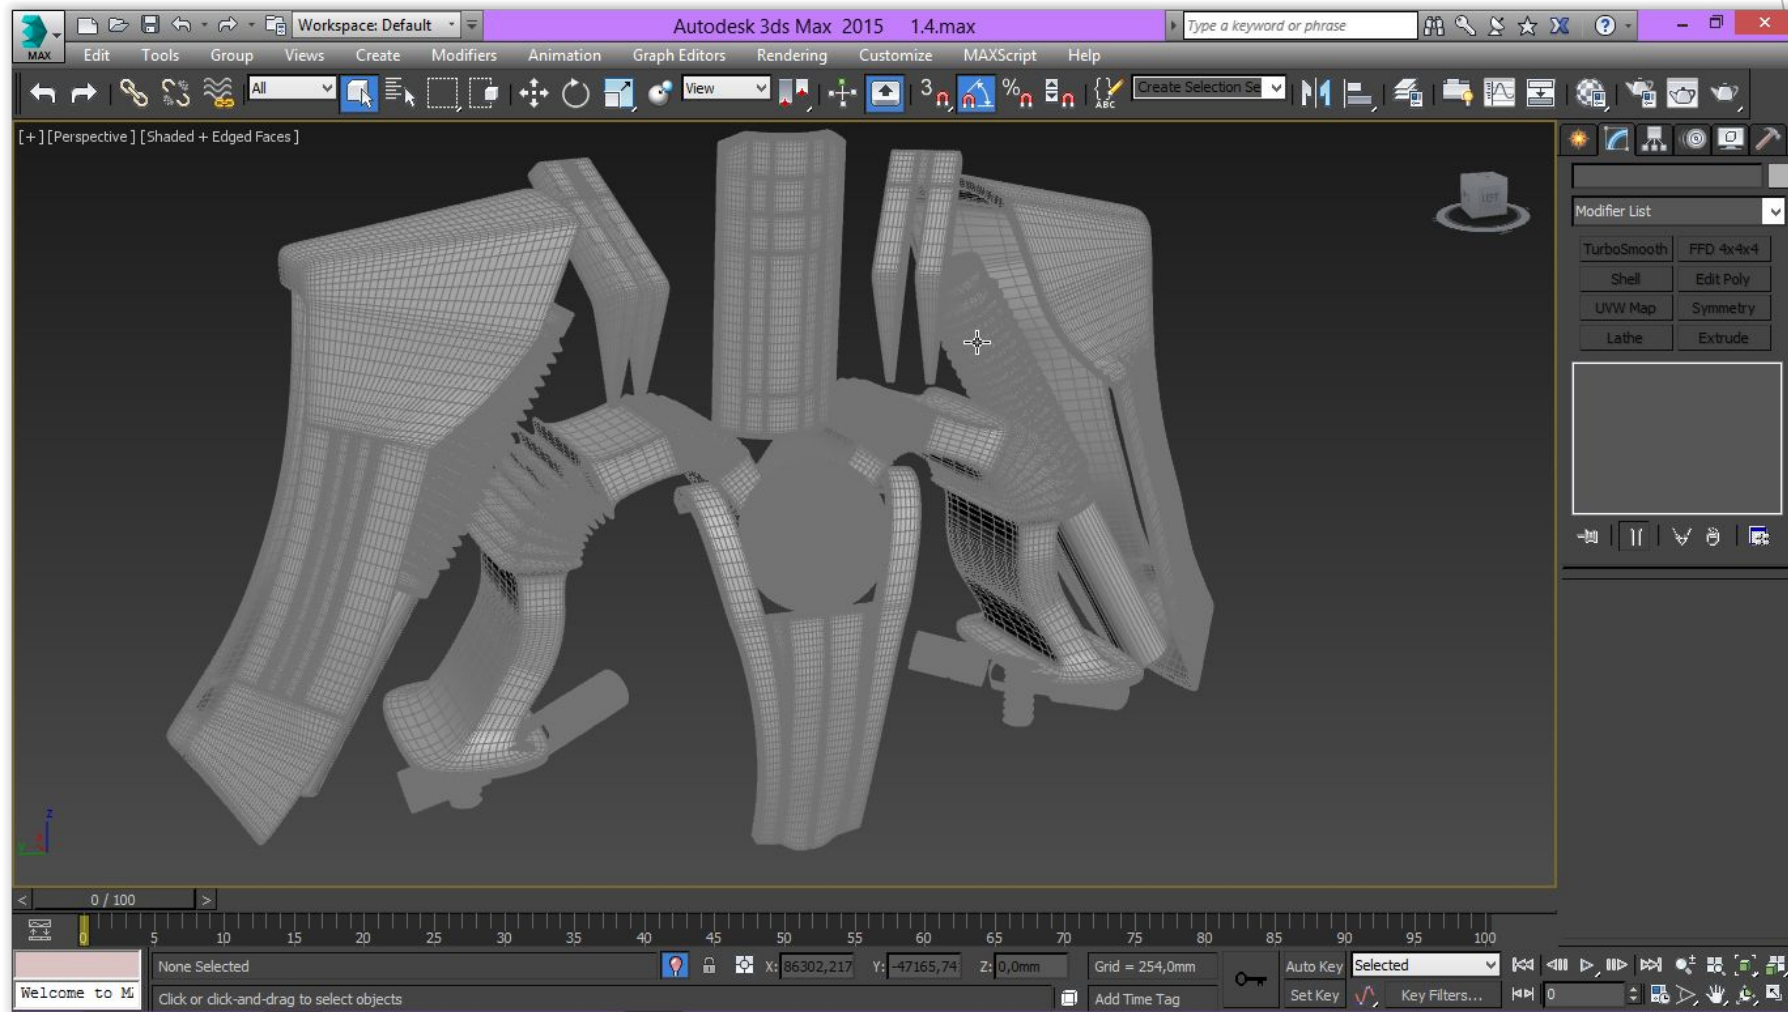 Workspace: Default
Autodesk 3ds Max 2015 1.4.max
Type a keyword or phrase
MAX
Edit Tools Group Views Create Modifiers Animation Graph Editors Rendering Customize MAXScript Help
All
View
3
%
ABC
Create Selection Se
[+] [Perspective ] [Shaded + Edged Faces ]
Modifier List
TurboSmooth FFD 4x4x4
Shell Edit Poly
UVW Map Symmetry
Lathe Extrude
z
y
< 0 / 100 >
0 5 10 15 20 25 30 35 40 45 50 55 60 65 70 75 80 85 90 95 100
None Selected
X: 86302,217 Y: -47165,74 Z: 0,0mm
Grid = 254,0mm
Auto Key Selected
Welcome to M
Click or click-and-drag to select objects
Add Time Tag
Set Key Key Filters...
0